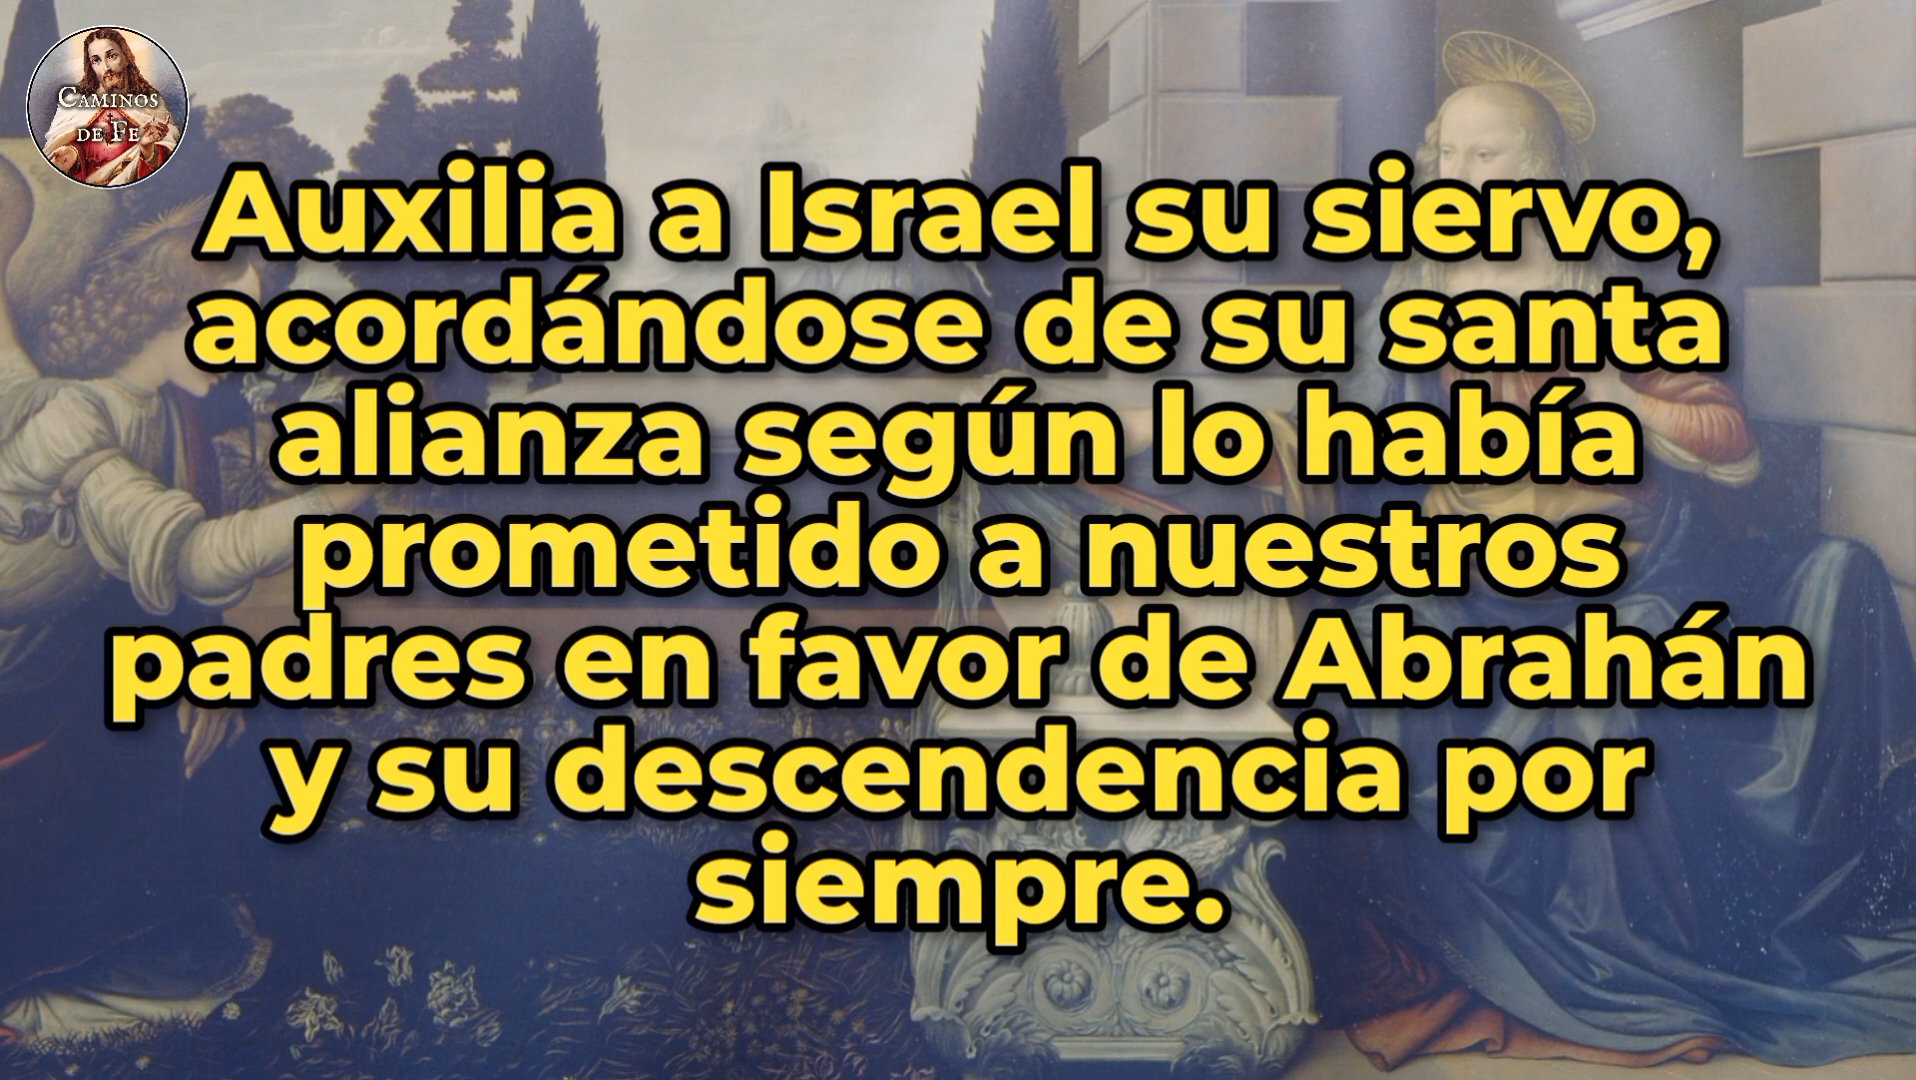 CAMINOS
DE FE
Auxilia a Israel su siervo,
acordándose de su santa
alianza según lo había
prometido a nuestros
padres en favor de Abrahán
y su descendencia por
siempre.